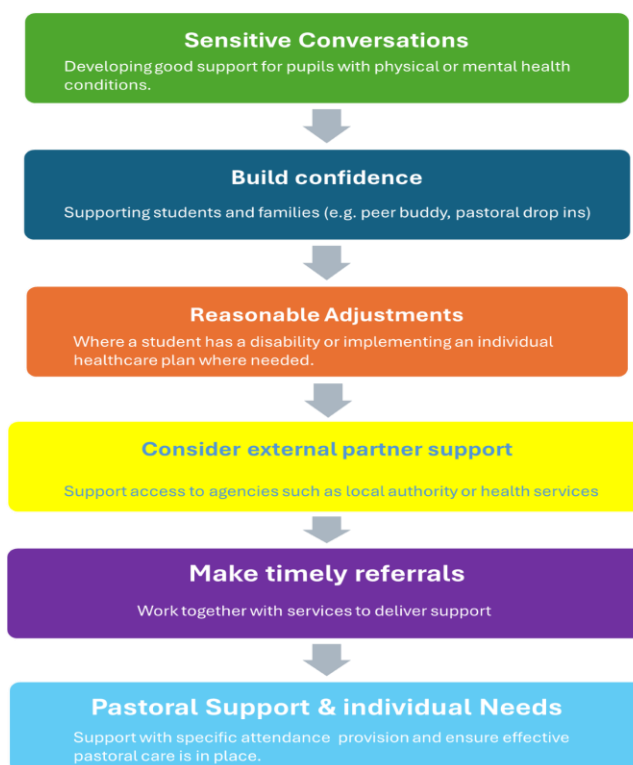 Sensitive Conversations
Developing good support for pupils with physical or mental health
conditions.
Build confidence
Supporting students and families (e.g. peer buddy, pastoral drop ins)
Reasonable Adjustments
Where a student has a disability or implementing an individual
healthcare plan where needed.
Consider external partner support
Support access to agencies such as local authority or health services
Make timely referrals
Work together with services to deliver support
Pastoral Support & individual Needs
Support with specific attendance provision and ensure effective
pastoral care is in place.